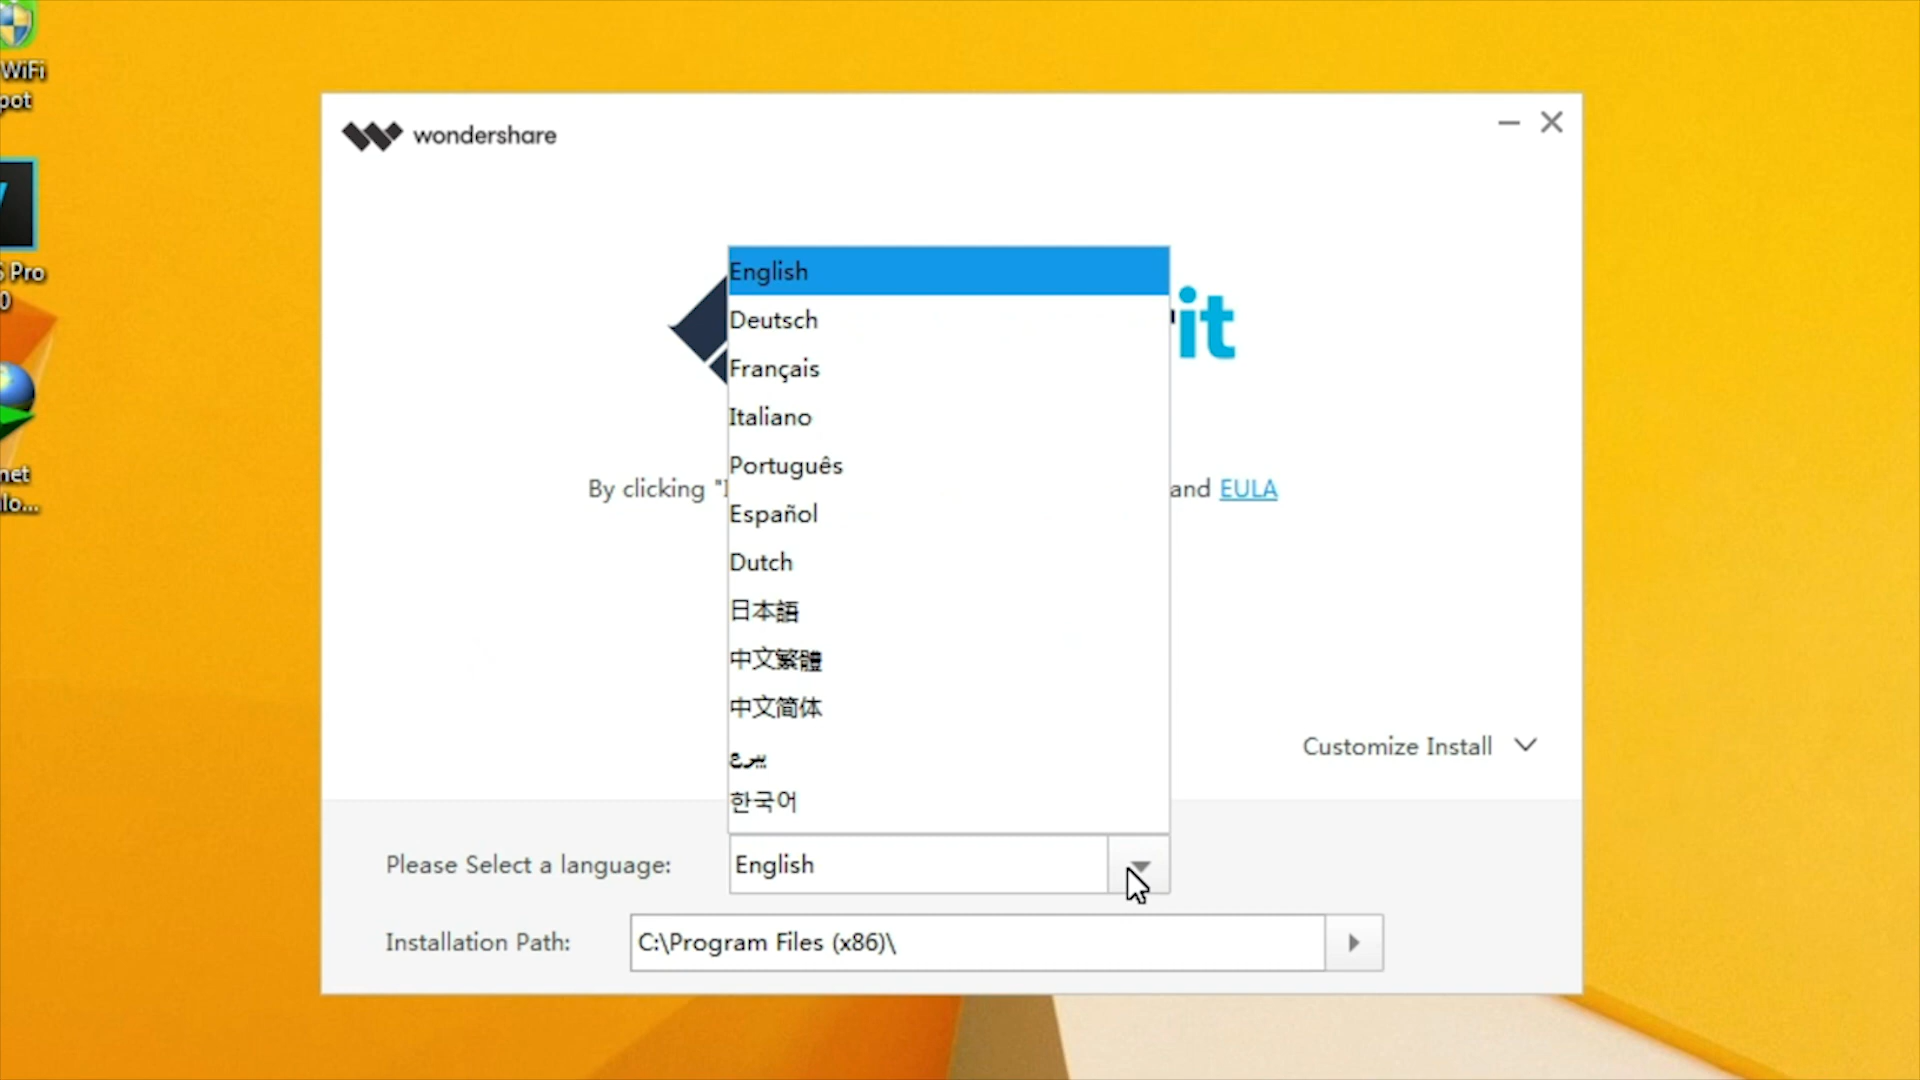 WiFi
pot
Pro
0
net
lo...
wondershare
it
English
Deutsch
Français
Italiano
Português
By clicking "I
and EULA
Español
Dutch
日本語
中文繁體
中文简体
한국어
Customize Install
Please Select a language:
English
Installation Path:
C:\Program Files (x86)\